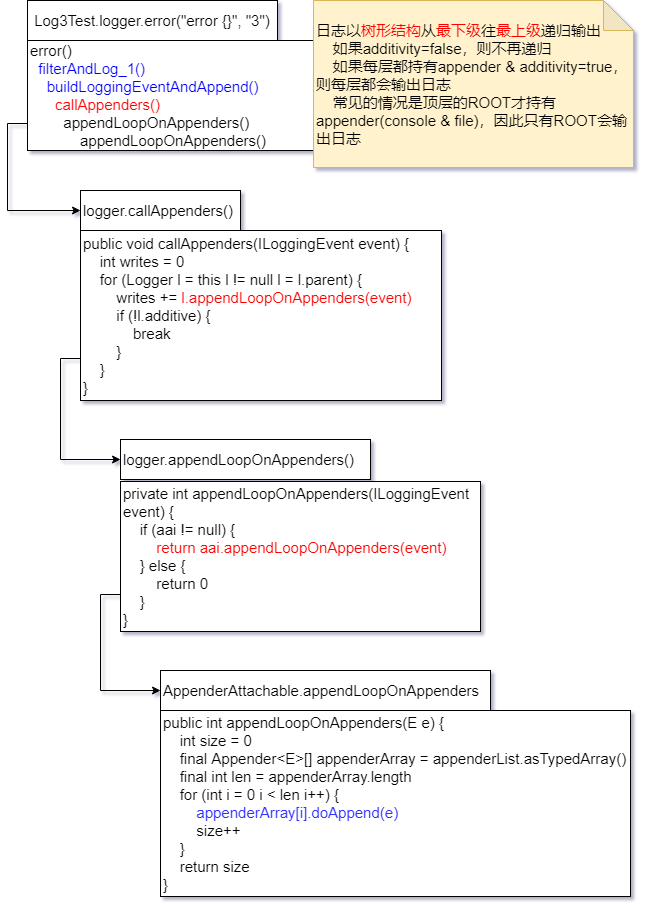 Log3Test.logger.error("error {}", "3")
error()
filterAndLog_1()
buildLoggingEventAndAppend()
callAppenders()
appendLoopOnAppenders()
appendLoopOnAppenders()
日志以树形结构从最下级往最上级递归输出
如果additivity=false，则不再递归
如果每层都持有appender & additivity=true，
则每层都会输出日志
常见的情况是顶层的ROOT才持有
appender(console & file)，因此只有ROOT会输
出日志
logger.callAppenders()
public void callAppenders(ILoggingEvent event) {
int writes = 0
for (Logger l = this l != null l = l.parent) {
writes += l.appendLoopOnAppenders(event)
if (!l.additive) {
break
}
}
}
logger.appendLoopOnAppenders()
private int appendLoopOnAppenders(ILoggingEvent
event) {
if (aai != null) {
return aai.appendLoopOnAppenders(event)
} else {
return 0
}
}
AppenderAttachable.appendLoopOnAppenders
public int appendLoopOnAppenders(E e) {
int size = 0
final Appender<E>[] appenderArray = appenderList.asTypedArray()
final int len = appenderArray.length
for (int i = 0 i < len i++) {
appenderArray[i].doAppend(e)
size++
}
return size
}